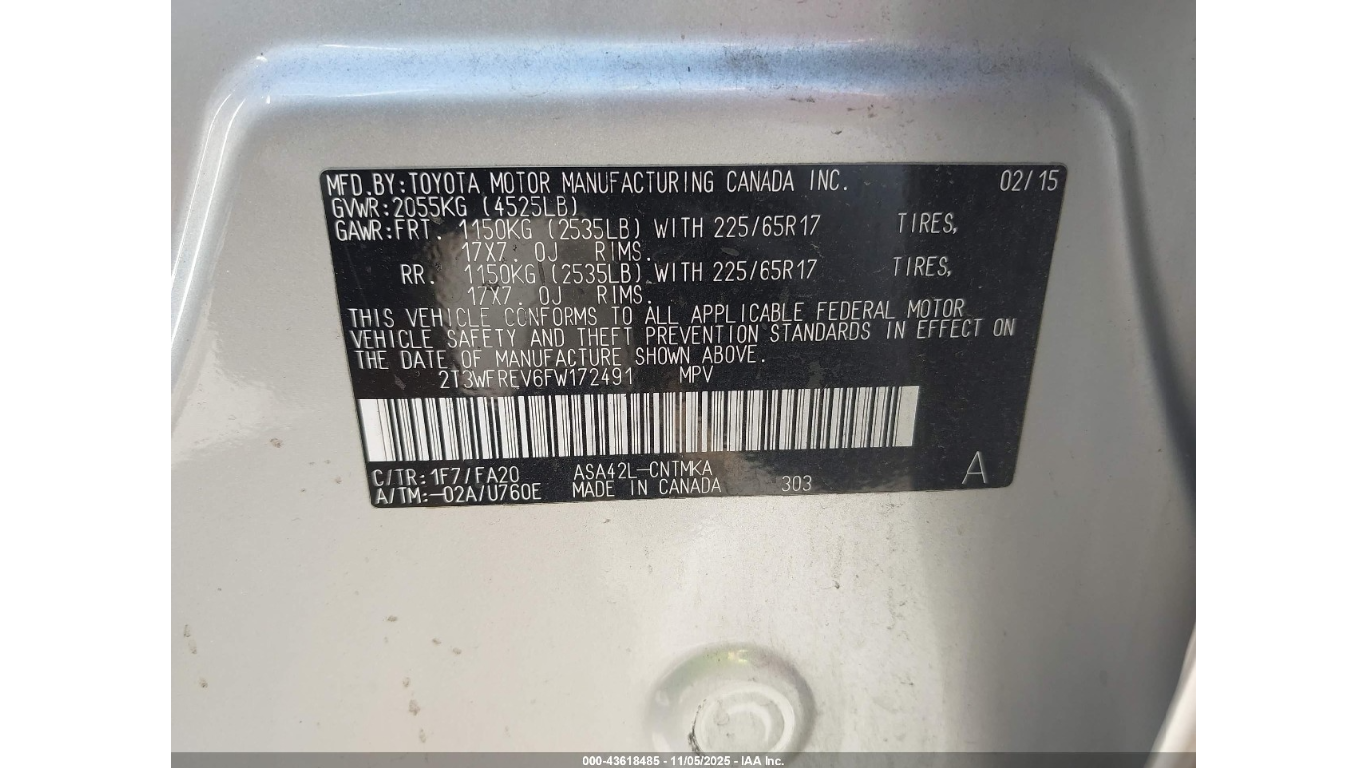 MFD.BY:TOYOTA MOTOR MANUFACTURING CANADA INC. 02/15
GVWR:2055KG (4525LB)
GAWR:FRT. 1150KG (2535LB) WITH 225/65R17 TIRES,
17X7. 0J RIMS.
RR. 1150KG (2535LB) WITH 225/65R17 TIRES,
17X7. 0J RIMS.
THIS VEHICLE CONFORMS TO ALL APPLICABLE FEDERAL MOTOR
VEHICLE SAFETY AND THEFT PREVENTION STANDARDS IN EFFECT ON
THE DATE OF MANUFACTURE SHOWN ABOVE.
2T3WFREV6FW172491 MPV
C/TR: 1F7/FA20 ASA42L-CNTMKA
A/TM:-02A/U760E MADE IN CANADA 303 A
000-43618485 - 11/05/2025 - IAA Inc.